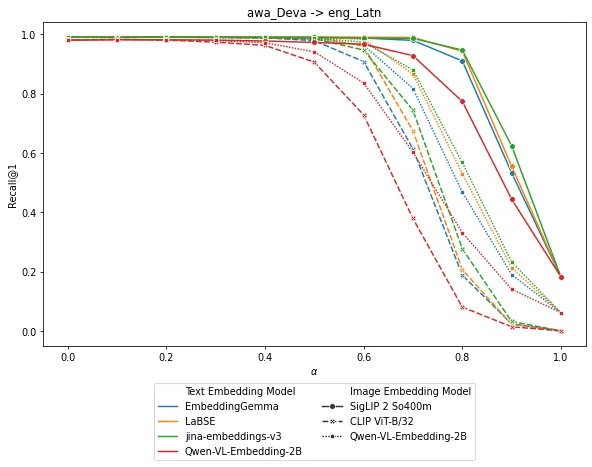 awa_Deva -> eng_Latn
1.0
0.8
0.6
0.4
0.2
0.0
Recall@1
0.0 0.2 0.4 0.6 0.8 1.0
α
Text Embedding Model
EmbeddingGemma
LaBSE
jina-embeddings-v3
Qwen-VL-Embedding-2B
Image Embedding Model
SigLIP 2 So400m
CLIP ViT-B/32
Qwen-VL-Embedding-2B